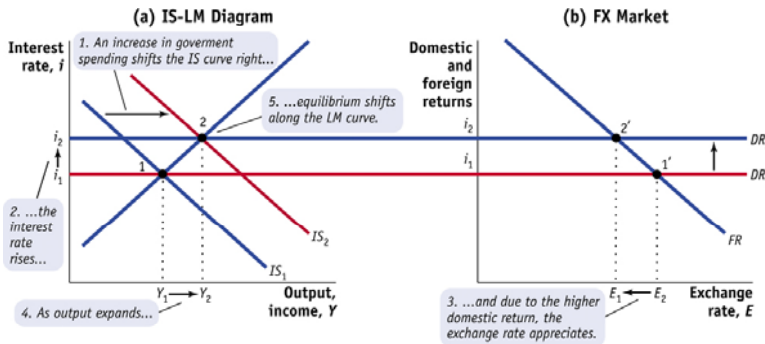 (a) IS-LM Diagram
Interest
rate, i
1. An increase in goverment
spending shifts the IS curve right...
2
5. ...equilibrium shifts
along the LM curve.
i2
i1
1
2. ...the
interest
rate
rises...
IS2
IS1
Y1
Y2
Output,
income, Y
4. As output expands...
(b) FX Market
Domestic
and
foreign
returns
i2
2′
DR
i1
1′
DR
FR
E1
E2
Exchange
rate, E
3. ...and due to the higher
domestic return, the
exchange rate appreciates.